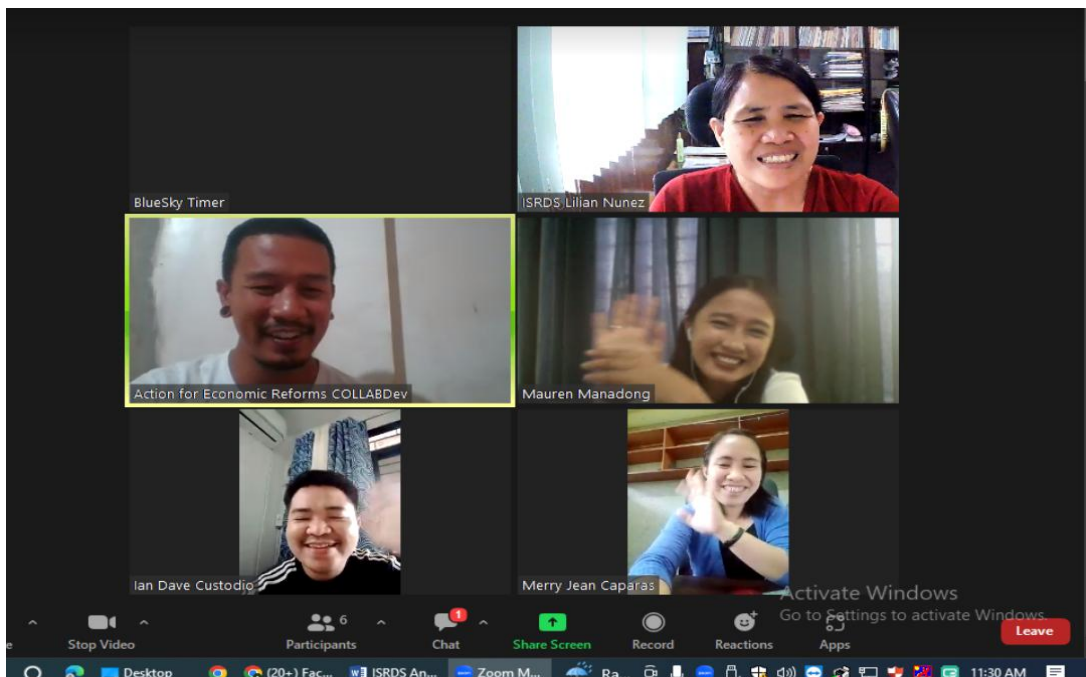 BlueSky Timer
ISRDS Lilian Nunez
Action for Economic Reforms COLLABDev
Mauren Manadong
Ian Dave Custodio
Merry Jean Caparas
Activate Windows
Go to Settings to activate Windows.
Stop Video
6
Participants
1
Chat
Share Screen
Record
Reactions
Apps
Leave
Desktop
(20+) Fac...
ISRDS An...
Zoom M...
Ra...
11:30 AM